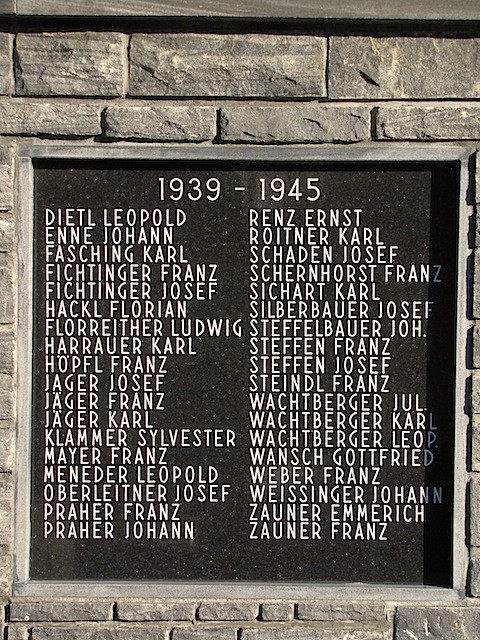 1939 - 1945
DIETL LEOPOLD
ENNE JOHANN
FASCHING KARL
FICHTINGER FRANZ
FICHTINGER JOSEF
HACKL FLORIAN
FLORREITHER LUDWIG
HARRAUER KARL
HÖPFL FRANZ
JÄGER JOSEF
JÄGER FRANZ
JÄGER KARL
KLAMMER SYLVESTER
MAYER FRANZ
MENEDER LEOPOLD
OBERLEITNER JOSEF
PRAHER FRANZ
PRAHER JOHANN
RENZ ERNST
ROITNER KARL
SCHADEN JOSEF
SCHERNHORST FRANZ
SICHART KARL
SILBERBAUER JOSEF
STEFFELBAUER JOH.
STEFFEN FRANZ
STEFFEN JOSEF
STEINDL FRANZ
WACHTBERGER JUL.
WACHTBERGER KARL
WACHTBERGER LEOP.
WANSCH GOTTFRIED
WEBER FRANZ
WEISSINGER JOHANN
ZAUNER EMMERICH
ZAUNER FRANZ